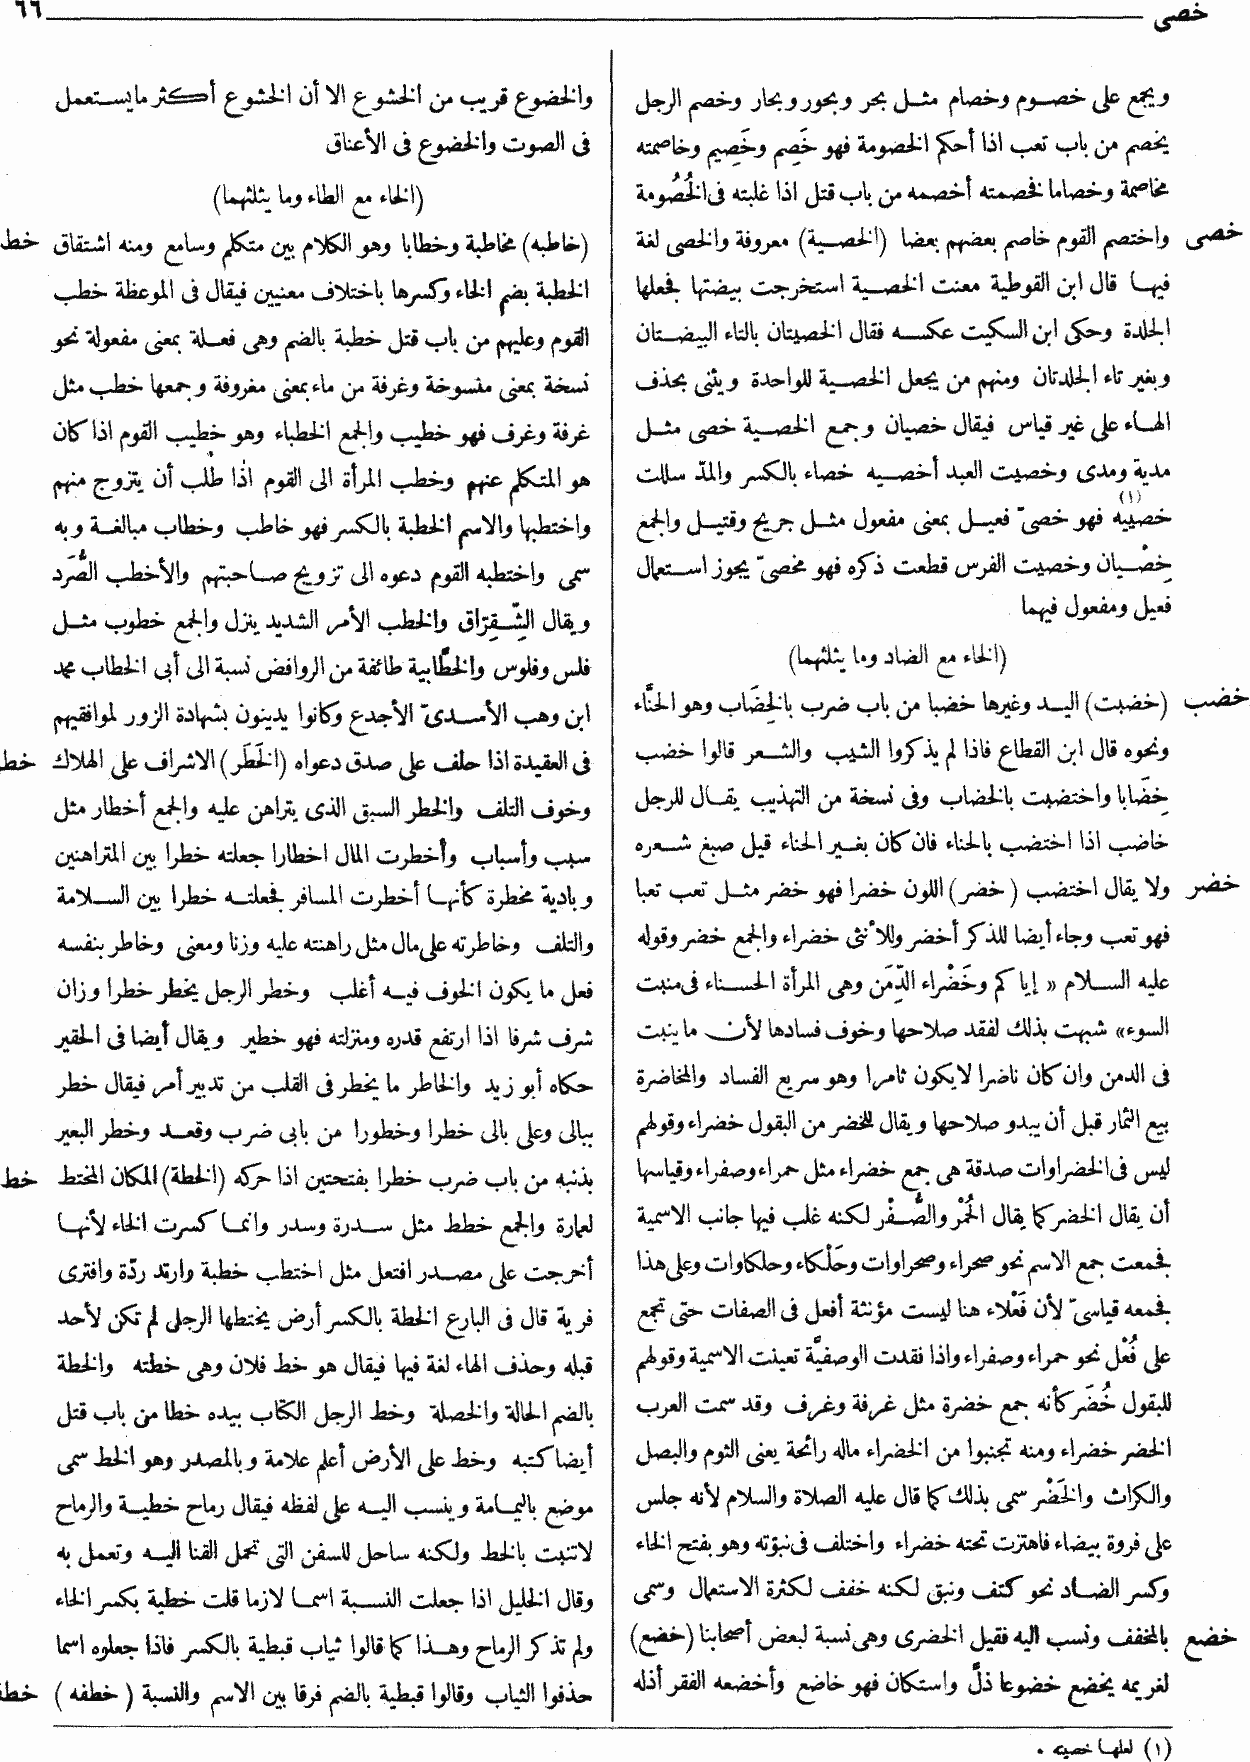 خصى
٦٦
ويجمع على خصوم وخصام مثل بحر وبحور وبحار وخصم الرجل
يخصم من باب تعب اذا أحكم الخصومة فهو خَصِم وخَصِيم وخاصمته
مخاصمة وخصاما فخصمته أخصمه من باب قتل اذا غلبته فى الخُصُومة
خصى
واختصم القوم خاصم بعضهم بعضا (الخصية) معروفة والخصى لغة
فيها قال ابن القوطية معنت الخصية استخرجت بيضتها فجعلها
الجلدة وحكى ابن السكيت عكسه فقال الخصيتان بالتاء البيضتان
وبغير تاء الجلدتان ومنهم من يجعل الخصية للواحدة ويثنى بحذف
الهاء على غير قياس فيقال خصيان وجمع الخصية خصى مثل
مدية ومدى وخصيت العبد أخصيه خصاء بالكسر والمدّ سللت
خصييه (١) فهو خصىّ فعيل بمعنى مفعول مثل جريح وقتيل والجمع
خِصْيان وخصيت الفرس قطعت ذكره فهو مخصىّ يجوز استعمال
فعيل ومفعول فيهما
(الخاء مع الضاد وما يثلثهما)
خضب
(خضبت) اليد وغيرها خضبا من باب ضرب بالخِضَاب وهو الحنَّاء
ونحوه قال ابن القطاع فاذا لم يذكروا الشيب والشعر قالوا خضب
خِضَابا واختضبت بالخضاب وفى نسخة من التهذيب يقال للرجل
خاضب اذا اختضب بالحناء فان كان بغير الحناء قيل صبغ شعره
خضر
ولا يقال اختضب (خضر) اللون خضرا فهو خضر مثل تعب تعبا
فهو تعب وجاء أيضا للذكر أخضر وللأنثى خضراء والجمع خضر وقوله
عليه السلام « إياكم وخَضْراء الدِّمَن وهى المرأة الحسناء فى منبت
السوء» شبهت بذلك لفقد صلاحها وخوف فسادها لأن ما ينبت
فى الدمن وان كان ناضرا لا يكون ثامرا وهو سريع الفساد والمخاضرة
بيع الثمار قبل أن يبدو صلاحها ويقال للخضر من البقول خضراء وقولهم
ليس فى الخضراوات صدقة هى جمع خضراء مثل حمراء وصفراء وقياسها
أن يقال الخضر كما يقال الحُمْر والصُّفْر لكنه غلب فيها جانب الاسمية
فجمعت جمع الاسم نحو صحراء وصحراوات وحَلْكاء وحلكاوات وعلى هذا
فجمعه قياسىّ لأن فَعْلاء هنا ليست مؤنثة أفعل فى الصفات حتى تجمع
على فُعْل نحو حمراء وصفراء واذا فقدت الوصفيَّة تعينت الاسمية وقولهم
للبقول خُضَر كأنه جمع خضرة مثل غرفة وغرف وقد سمت العرب
الخضر خضراء ومنه تجنبوا من الخضراء ماله رائحة يعنى الثوم والبصل
والكراث والخَضْر سمى بذلك كما قال عليه الصلاة والسلام لأنه جلس
على فروة بيضاء فاهتزت تحته خضراء واختلف فى نبوّته وهو بفتح الخاء
وكسر الضاد نحو كتف ونبق لكنه خفف لكثرة الاستعمال وسمى
خضع
بالمخفف ونسب اليه فقيل الخضرى وهى نسبة لبعض أصحابنا (خضع)
لغريمه يخضع خضوعا ذلَّ واستكان فهو خاضع وأخضعه الفقر أذله
والخضوع قريب من الخشوع الا أن الخشوع أكثر ما يستعمل
فى الصوت والخضوع فى الأعناق
(الخاء مع الطاء وما يثلثهما)
خط
(خاطبه) مخاطبة وخطابا وهو الكلام بين متكلم وسامع ومنه اشتقاق
الخطبة بضم الخاء وكسرها باختلاف معنيين فيقال فى الموعظة خطب
القوم وعليهم من باب قتل خطبة بالضم وهى فعلة بمعنى مفعولة نحو
نسخة بمعنى منسوخة وغرفة من ماء بمعنى مغروفة وجمعها خطب مثل
غرفة وغرف فهو خطيب والجمع الخطباء وهو خطيب القوم اذا كان
هو المتكلم عنهم وخطب المرأة الى القوم اذا طلب أن يتزوج منهم
واختطبها والاسم الخطبة بالكسر فهو خاطب وخطاب مبالغة وبه
سمى واختطبه القوم دعوه الى تزويج صاحبتهم والأخطب الصُّرَد
ويقال الشِّقِرّاق والخطب الأمر الشديد ينزل والجمع خطوب مثل
فلس وفلوس والخطَّابية طائفة من الروافض نسبة الى أبى الخطاب محمد
ابن وهب الأسدىّ الأجدع وكانوا يدينون بشهادة الزور لموافقيهم
خطر
فى العقيدة اذا حلف على صدق دعواه (الخَطَر) الاشراف على الهلاك
وخوف التلف والخطر السبق الذى يتراهن عليه والجمع أخطار مثل
سبب وأسباب وأخطرت المال اخطارا جعلته خطرا بين المتراهنين
وبادية مخطرة كأنها أخطرت المسافر فجعلته خطرا بين السلامة
والتلف وخاطرته على مال مثل راهنته عليه وزنا ومعنى وخاطر بنفسه
فعل ما يكون الخوف فيه أغلب وخطر الرجل يخطر خطرا وزان
شرف شرفا اذا ارتفع قدره ومنزلته فهو خطير ويقال أيضا فى الحقير
حكاه أبو زيد والخاطر ما يخطر فى القلب من تدبير أمر فيقال خطر
ببالى وعلى بالى خطرا وخطورا من بابى ضرب وقعد وخطر البعير
خط
بذنبه من باب ضرب خطرا بفتحتين اذا حركه (الخطة) المكان المختط
لعمارة والجمع خطط مثل سدرة وسدر وانما كسرت الخاء لأنها
أخرجت على مصدر افتعل مثل اختطب خطبة وارتد ردّة وافترى
فرية قال فى البارع الخطة بالكسر أرض يختطها الرجل لم تكن لأحد
قبله وحذف الهاء لغة فيها فيقال هو خط فلان وهى خطته والخطة
بالضم الحالة والخصلة وخط الرجل الكتاب بيده خطا من باب قتل
أيضا كتبه وخط على الأرض أعلم علامة وبالمصدر وهو الخط سمى
موضع باليمامة وينسب اليه على لفظه فيقال رماح خطية والرماح
لا تنبت بالخط ولكنه ساحل للسفن التى تحمل القنا اليه وتعمل به
وقال الخليل اذا جعلت النسبة اسما لازما قلت خطية بكسر الخاء
ولم تذكر الرماح وهذا كما قالوا ثياب قبطية بالكسر فاذا جعلوه اسما
خطف
حذفوا الثياب وقالوا قبطية بالضم فرقا بين الاسم والنسبة (خطفه)
(١) لعلها خصيته .